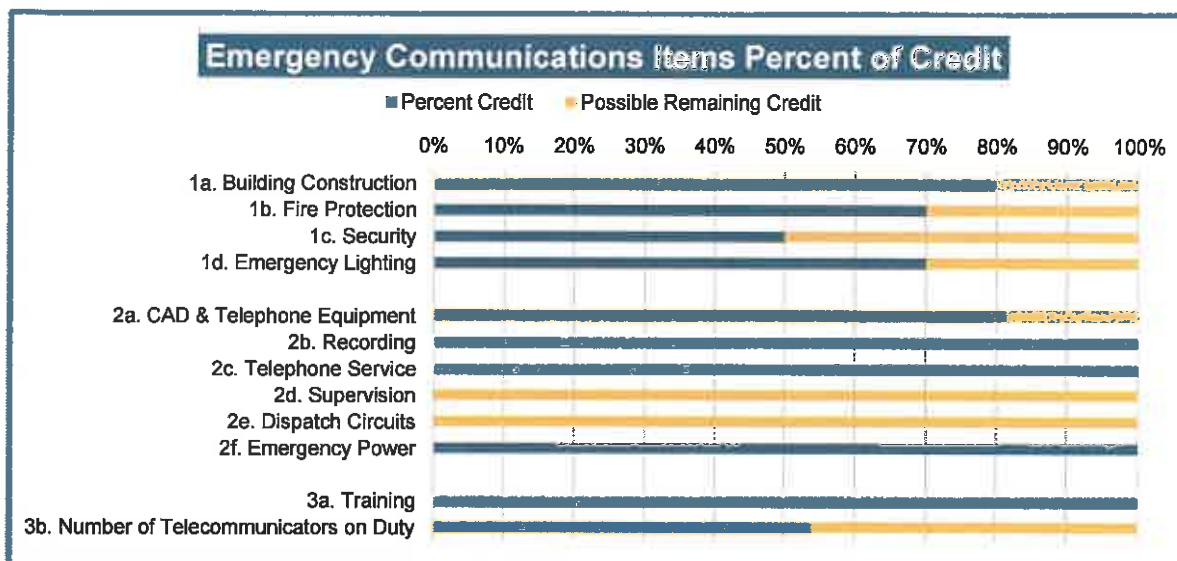 Emergency Communications Items Percent of Credit
Percent Credit Possible Remaining Credit
0% 10% 20% 30% 40% 50% 60% 70% 80% 90% 100%
1a. Building Construction
1b. Fire Protection
1c. Security
1d. Emergency Lighting
2a. CAD & Telephone Equipment
2b. Recording
2c. Telephone Service
2d. Supervision
2e. Dispatch Circuits
2f. Emergency Power
3a. Training
3b. Number of Telecommunicators on Duty